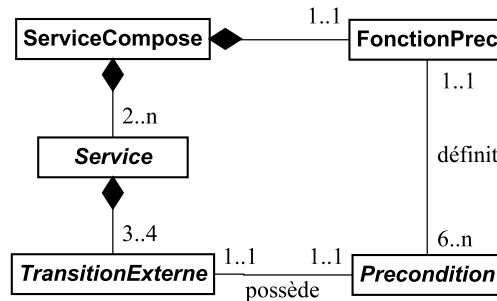 1..1
ServiceCompose
FonctionPrec
1..1
2..n
Service
définit
3..4
6..n
1..1
1..1
TransitionExterne
Precondition
possède